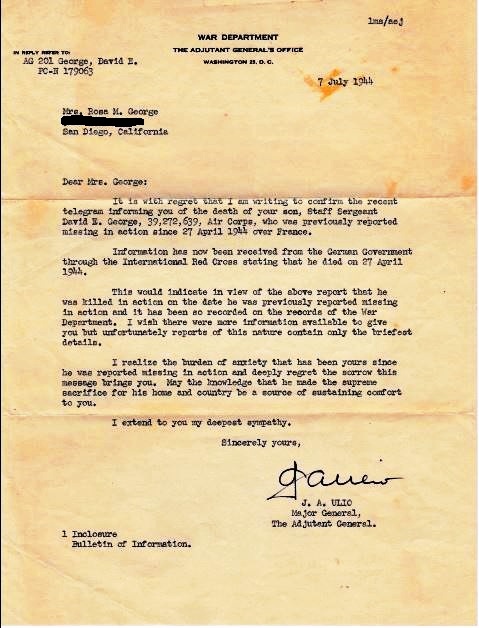 lms/aej
WAR DEPARTMENT
THE ADJUTANT GENERAL'S OFFICE
WASHINGTON 25, D. C.
IN REPLY REFER TO:
AG 201 George, David E.
PC-N 179063
7 July 1944
Mrs. Rose M. George
San Diego, California
Dear Mrs. George:
It is with regret that I am writing to confirm the recent
telegram informing you of the death of your son, Staff Sergeant
David E. George, 39,272,639, Air Corps, who was previously reported
missing in action since 27 April 1944 over France.
Information has now been received from the German Government
through the International Red Cross stating that he died on 27 April
1944.
This would indicate in view of the above report that he
was killed in action on the date he was previously reported missing
in action and it has been so recorded on the records of the War
Department. I wish there were more information available to give
you but unfortunately reports of this nature contain only the briefest
details.
I realize the burden of anxiety that has been yours since
he was reported missing in action and deeply regret the sorrow this
message brings you. May the knowledge that he made the supreme
sacrifice for his home and country be a source of sustaining comfort
to you.
I extend to you my deepest sympathy.
Sincerely yours,
J. A. ULIO
Major General,
The Adjutant General.
1 Inclosure
Bulletin of Information.